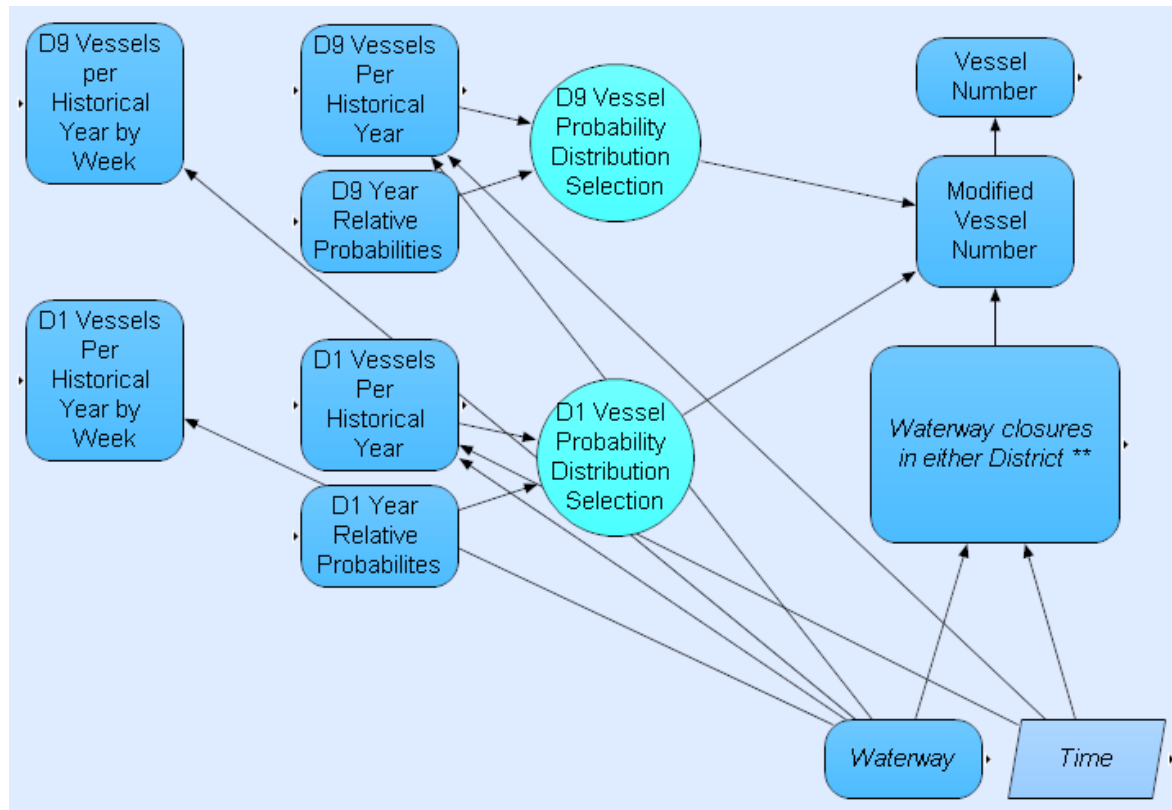 D9 Vessels
per
Historical
Year by
Week
D9 Vessels
Per
Historical
Year
D9 Vessel
Probability
Distribution
Selection
Vessel
Number
D9 Year
Relative
Probabilities
Modified
Vessel
Number
D1 Vessels
Per
Historical
Year by
Week
D1 Vessels
Per
Historical
Year
D1 Vessel
Probability
Distribution
Selection
Waterway closures
in either District **
D1 Year
Relative
Probabilites
Waterway
Time